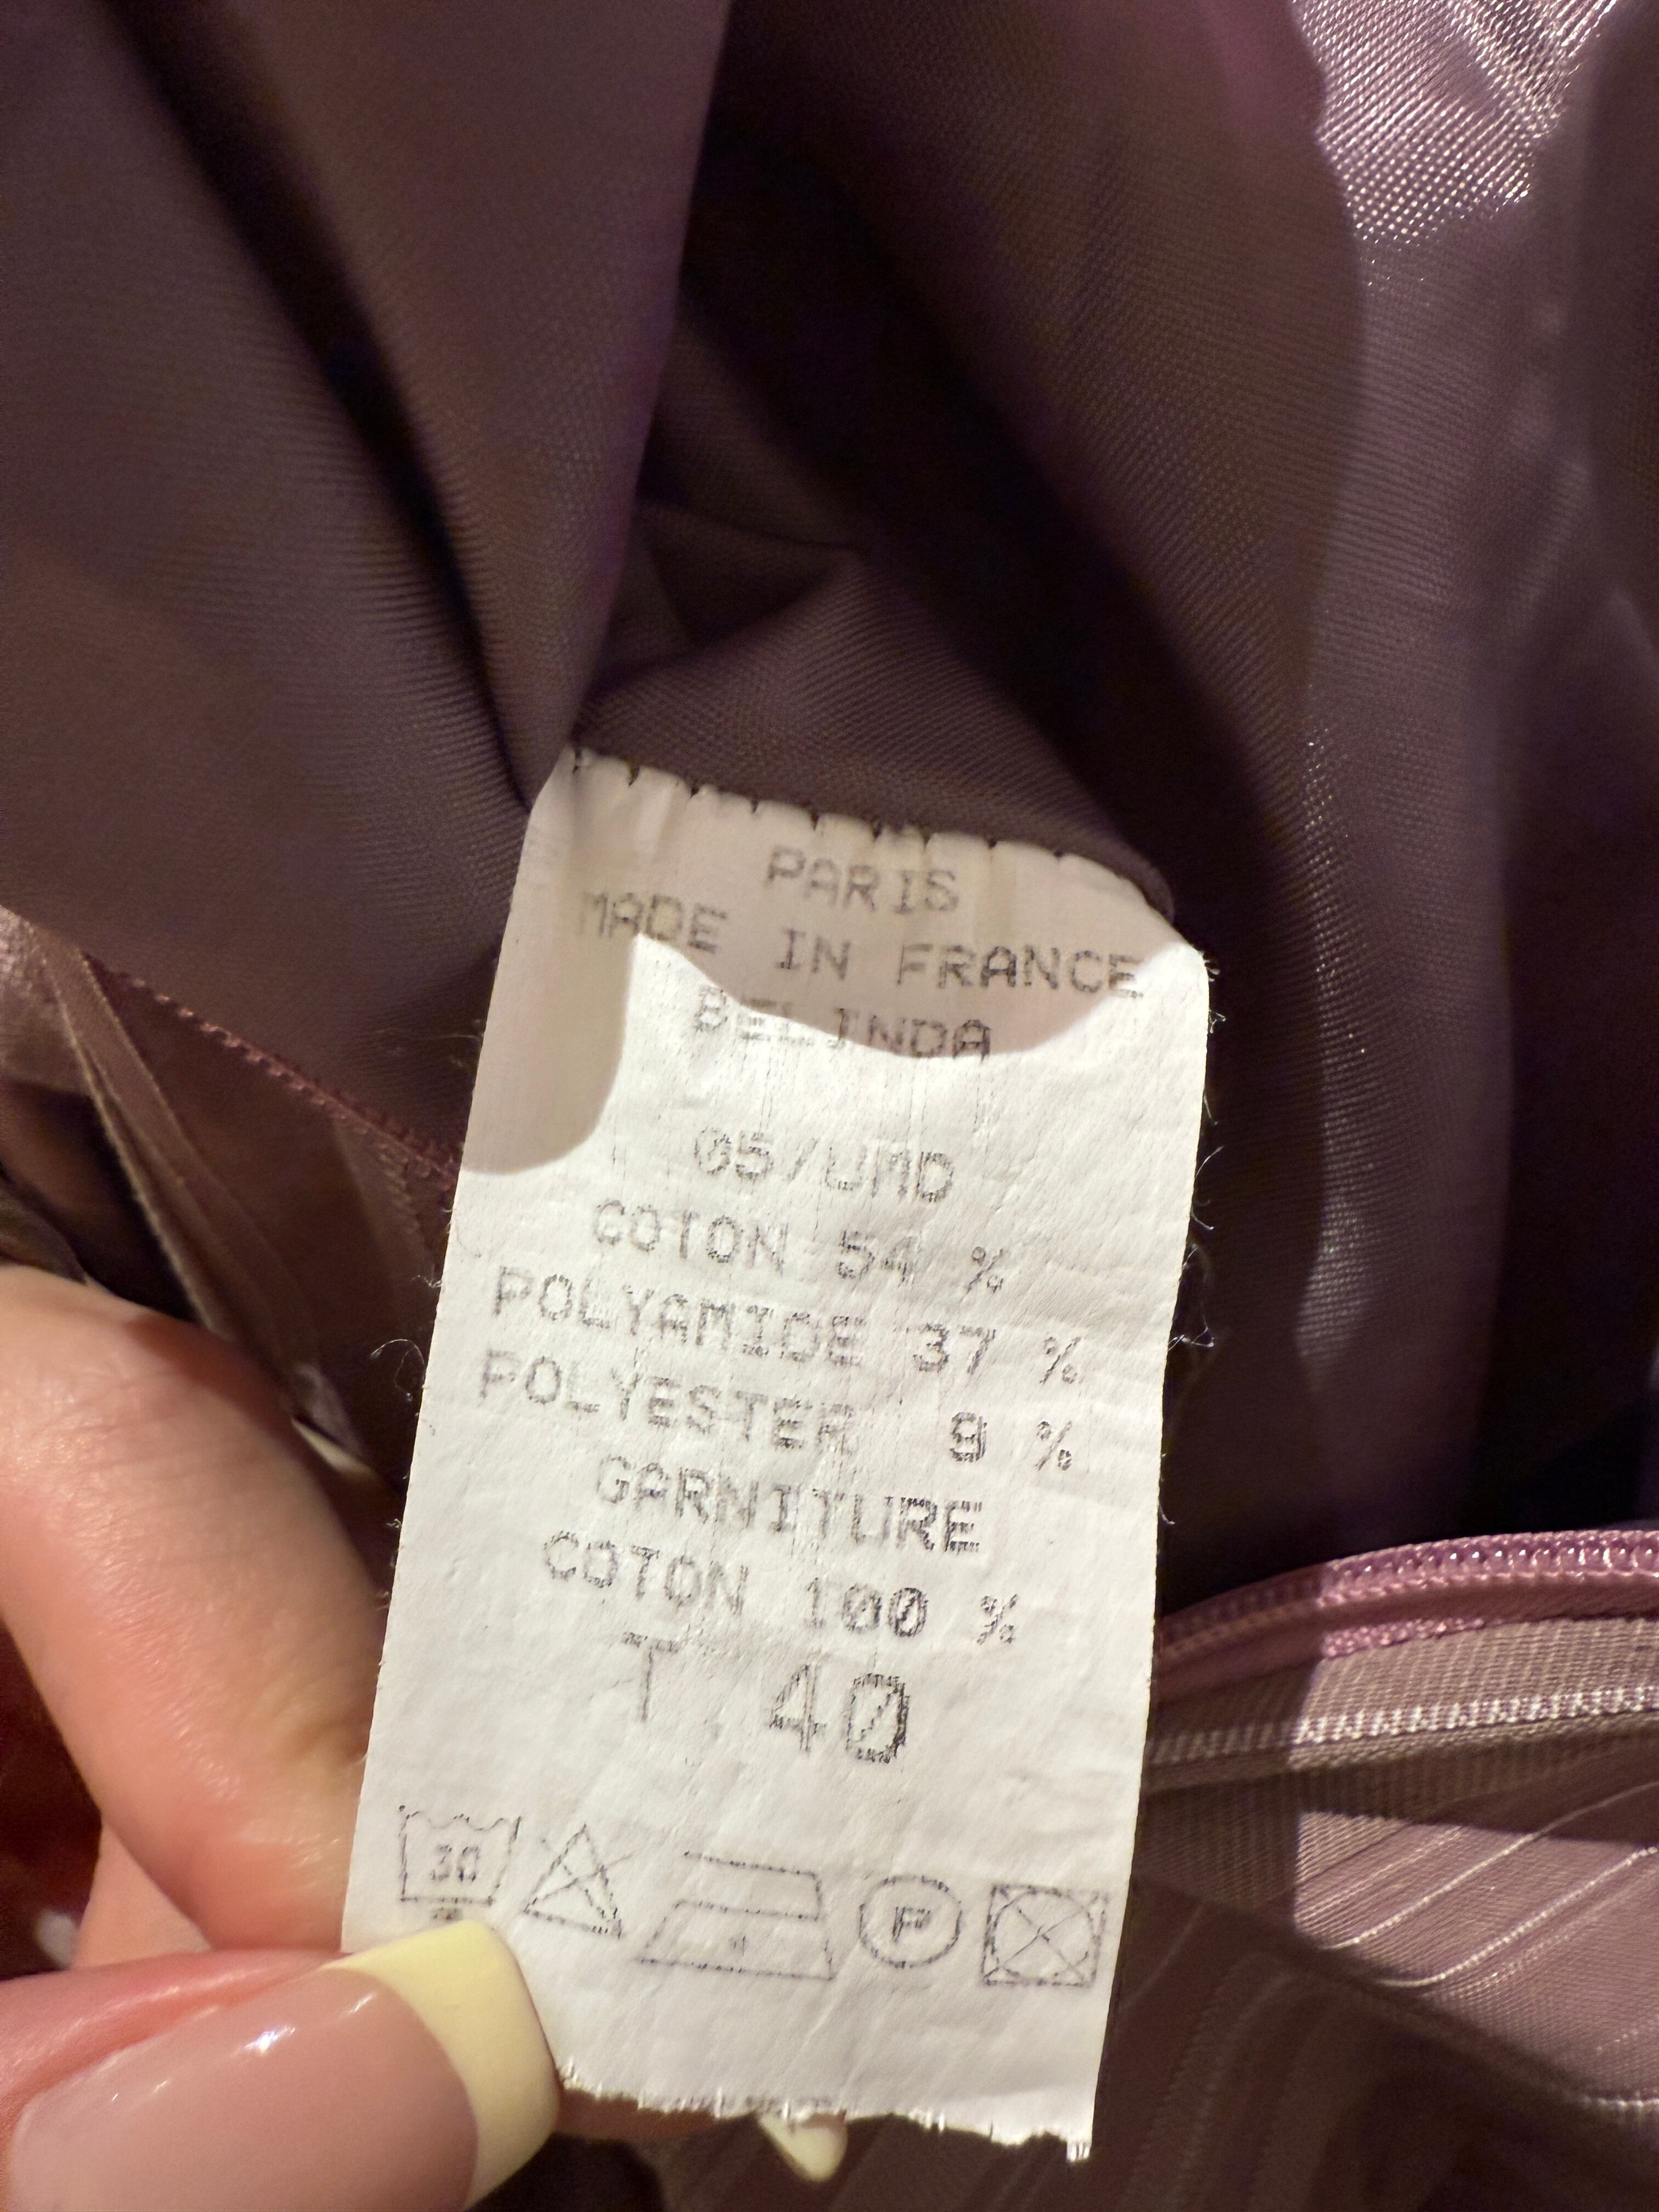 PARIS
MADE IN FRANCE
BELINDA
05/UMD
COTON 54 %
POLYAMIDE 37 %
POLYESTER 9 %
GARNITURE
COTON 100 %
T. 40
30
P